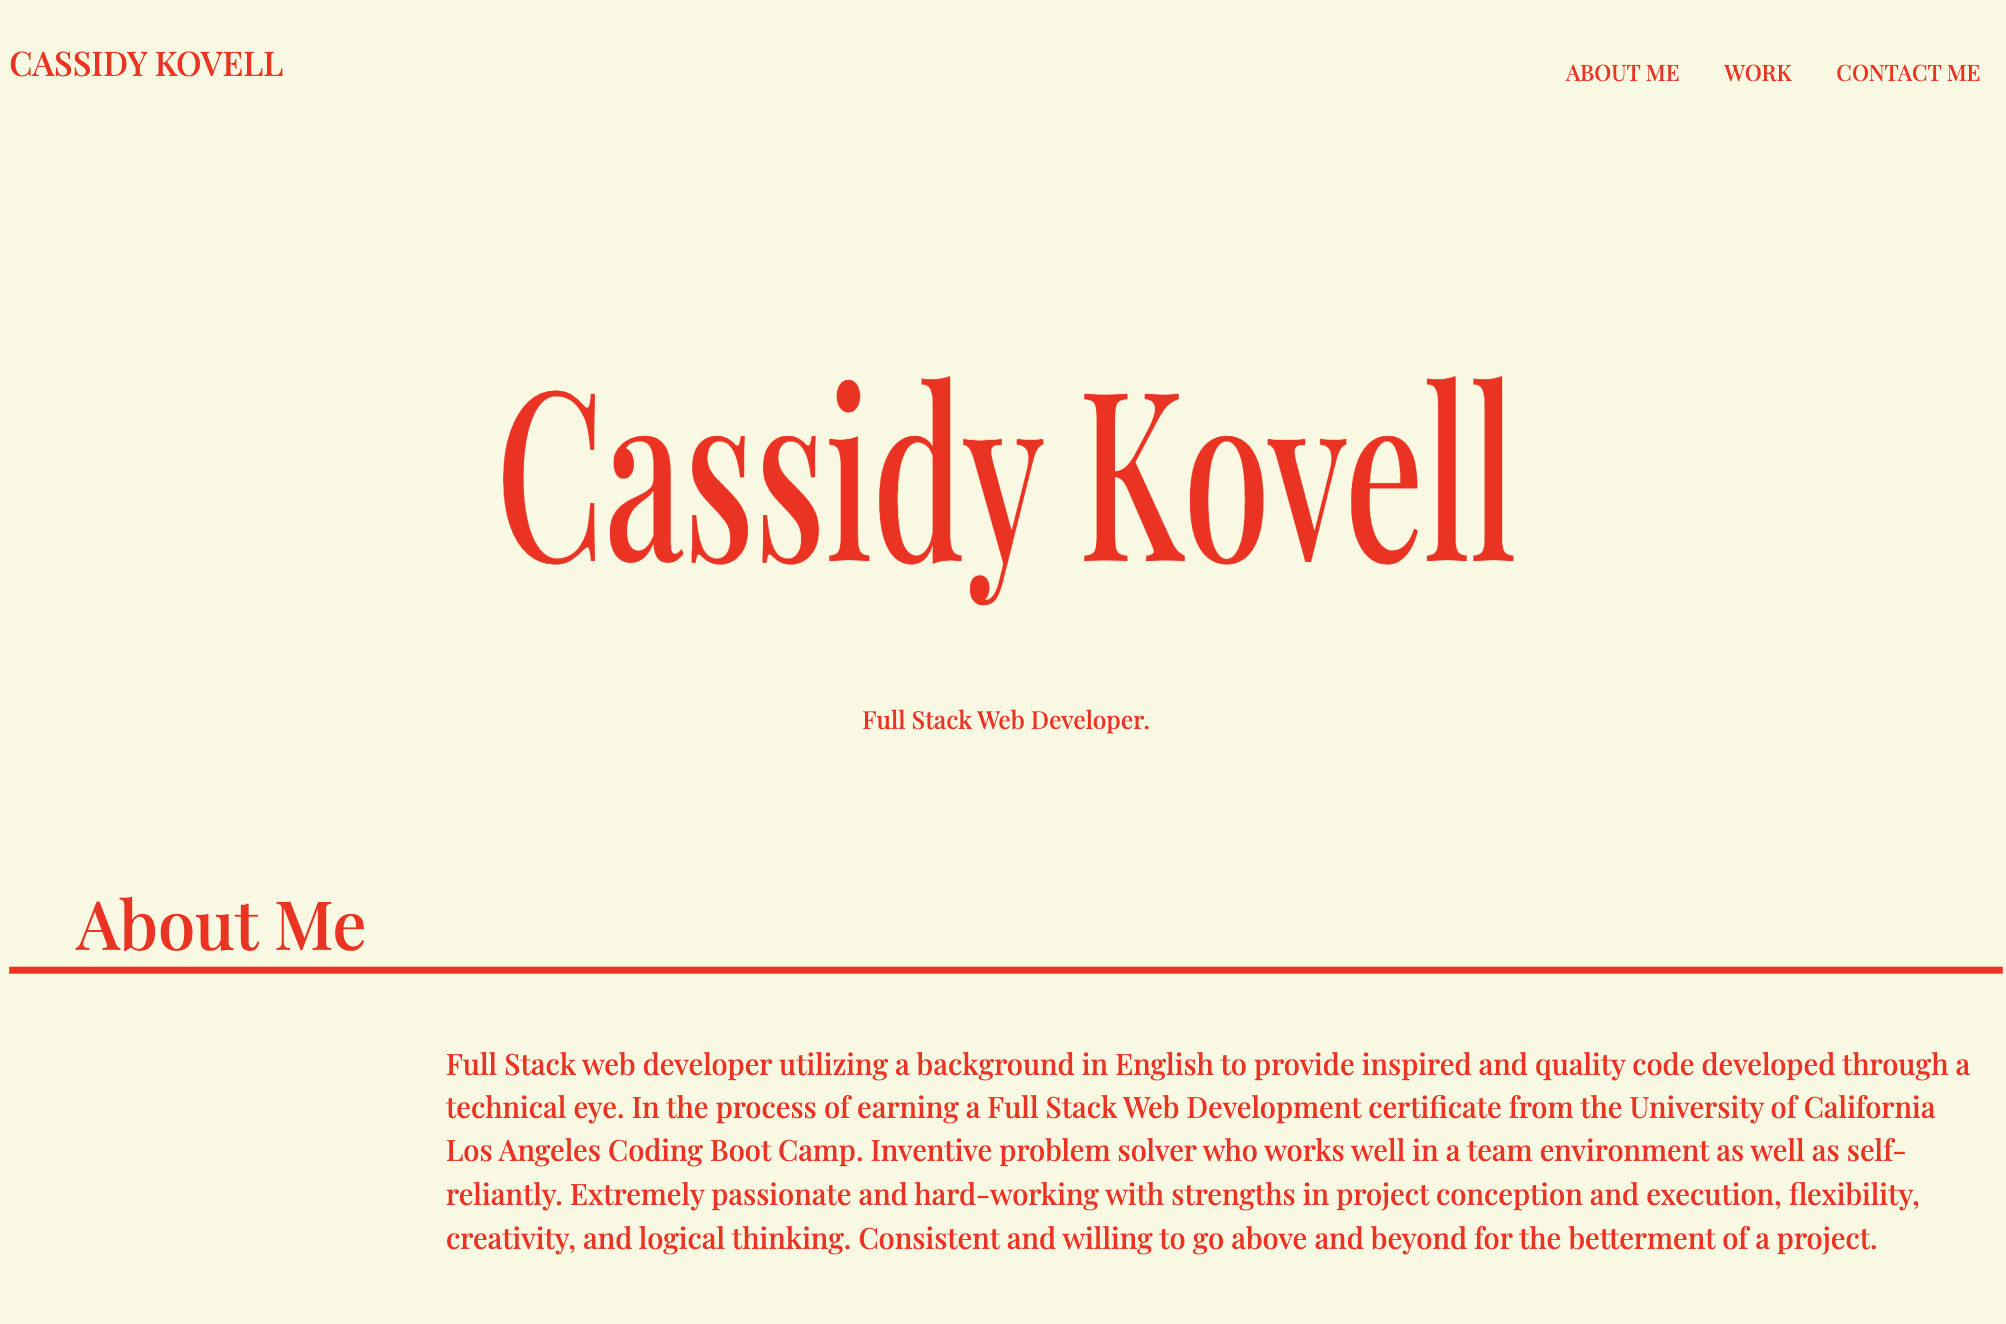 CASSIDY KOVELL
ABOUT ME WORK CONTACT ME
Cassidy Kovell
Full Stack Web Developer.
About Me
Full Stack web developer utilizing a background in English to provide inspired and quality code developed through a
technical eye. In the process of earning a Full Stack Web Development certificate from the University of California
Los Angeles Coding Boot Camp. Inventive problem solver who works well in a team environment as well as self-
reliantly. Extremely passionate and hard-working with strengths in project conception and execution, flexibility,
creativity, and logical thinking. Consistent and willing to go above and beyond for the betterment of a project.